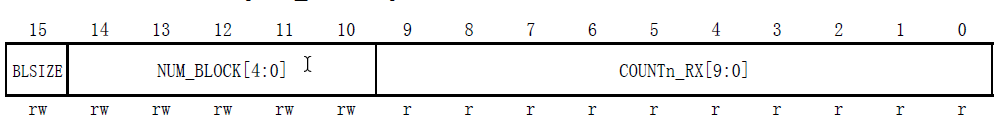 15 14 13 12 11 10 9 8 7 6 5 4 3 2 1 0
BLSIZE NUM_BLOCK[4:0] COUNTn_RX[9:0]
rw rw rw rw rw rw r r r r r r r r r r